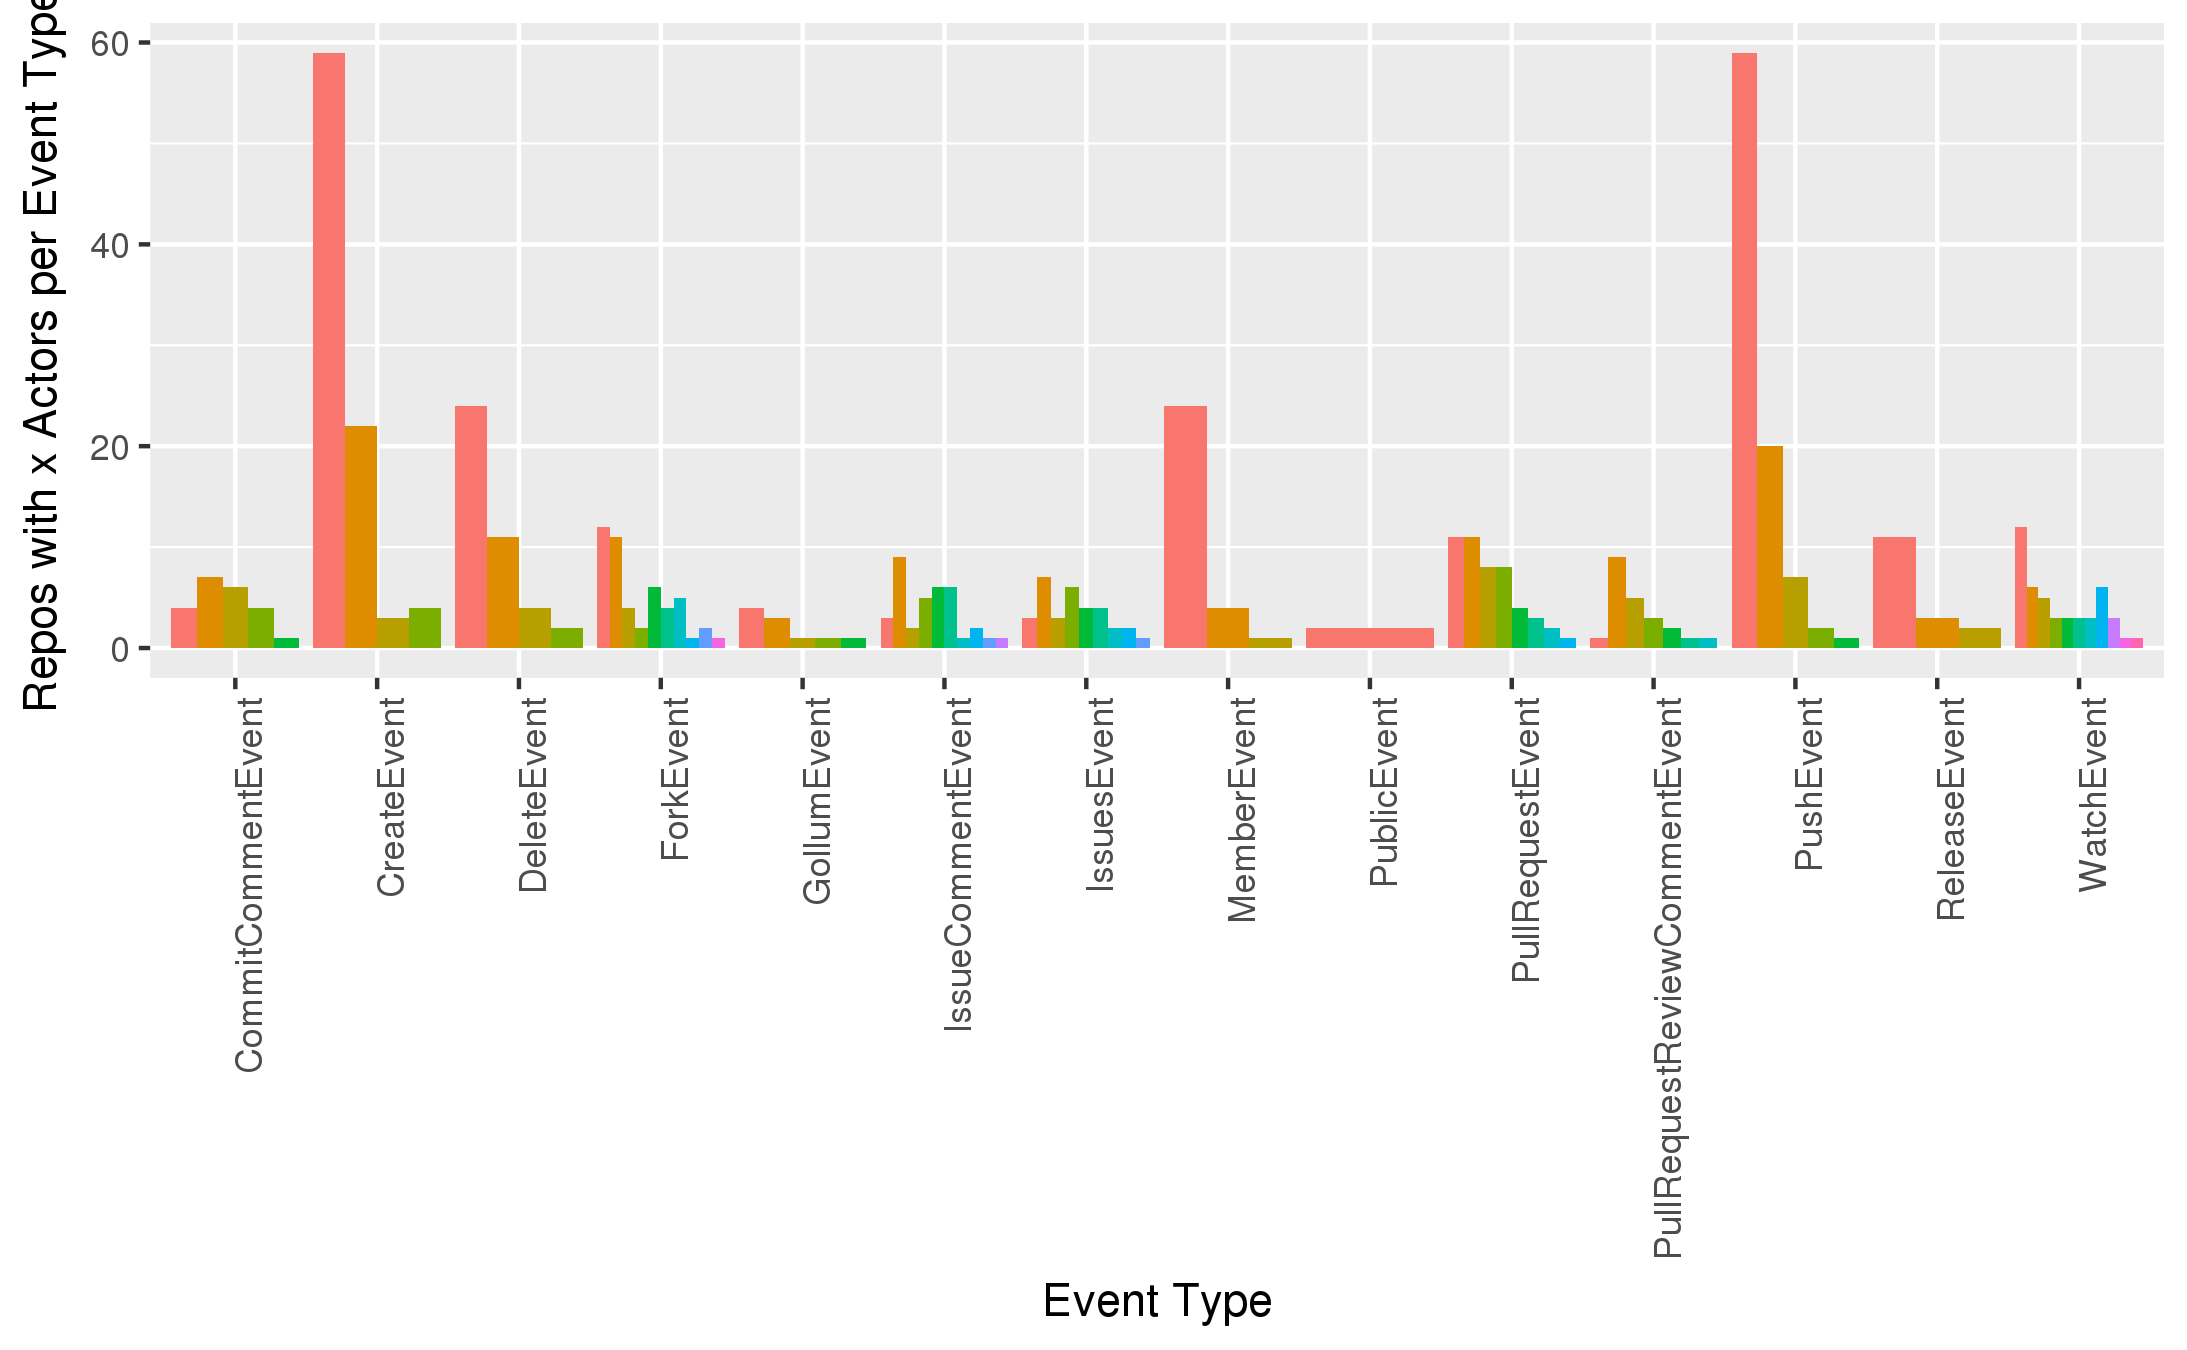 Repos with x Actors per Event Type
60
40
20
0
CommitCommentEvent
CreateEvent
DeleteEvent
ForkEvent
GollumEvent
IssueCommentEvent
IssuesEvent
MemberEvent
PublicEvent
PullRequestEvent
PullRequestReviewCommentEvent
PushEvent
ReleaseEvent
WatchEvent
Event Type